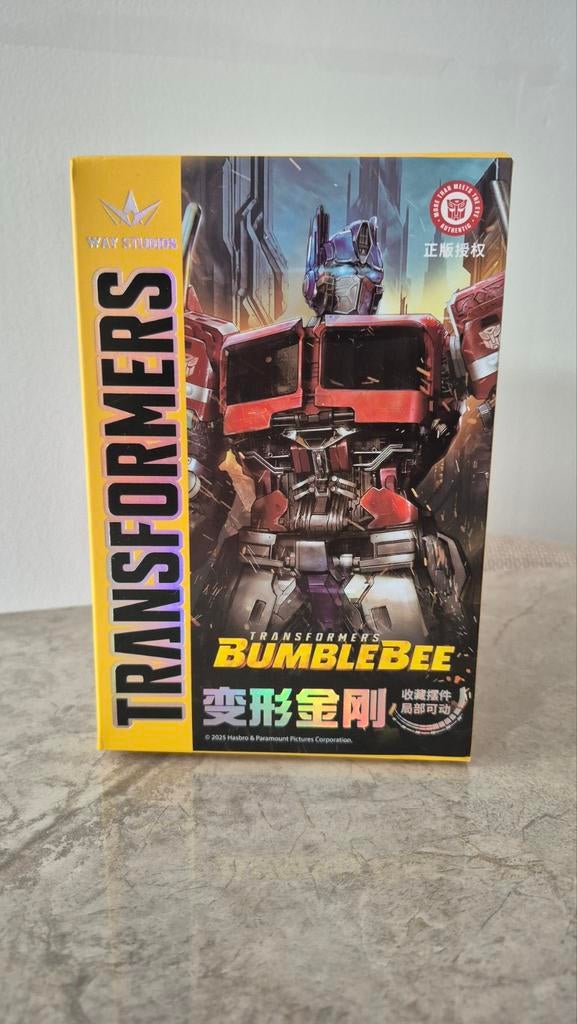 WAY STUDIOS
TRANSFORMERS
MORE THAN MEETS THE EYE
• AUTHENTIC •
正版授权
TRANSFORMERS
BUMBLEBEE
变形金刚
收藏摆件
局部可动
© 2025 Hasbro & Paramount Pictures Corporation.